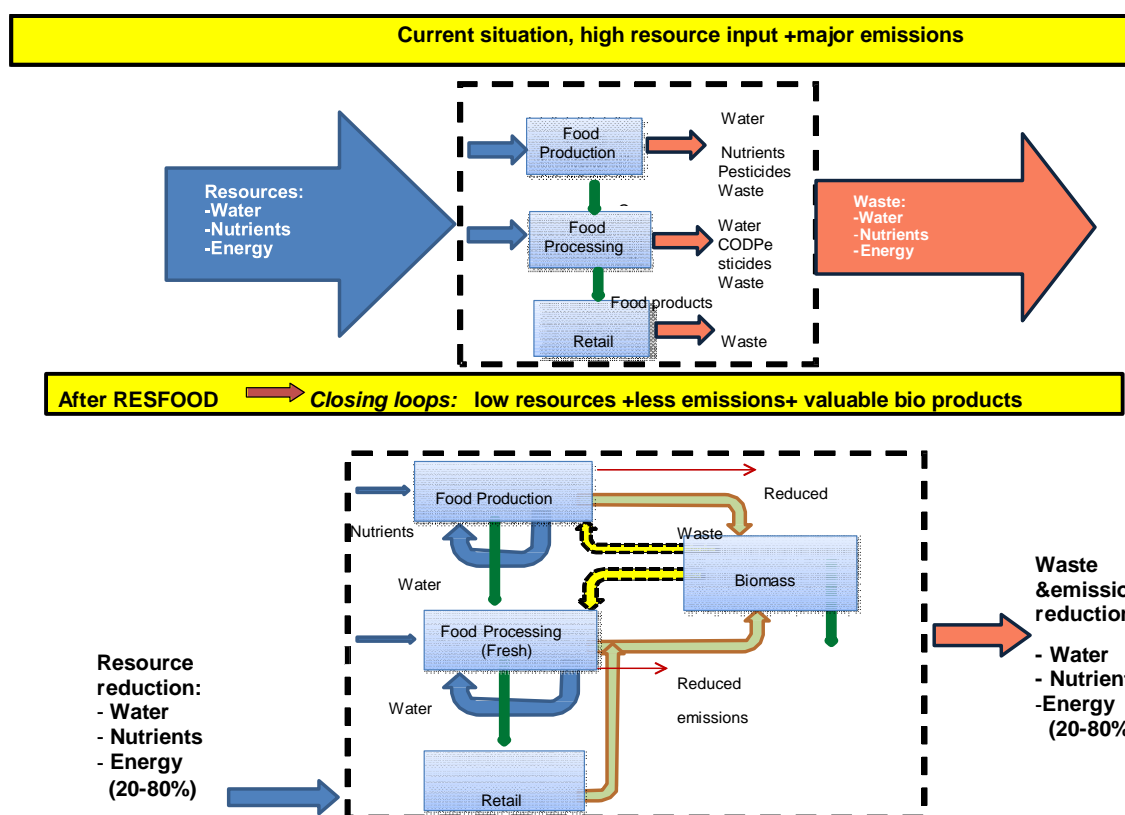 Current situation, high resource input +major emissions
Resources:
-Water
-Nutrients
-Energy
Food
Production
Water
Nutrients
Pesticides
Waste
Food
Processing
Water
CODPe
sticides
Waste
Food products
Retail
Waste
Waste:
-Water
-Nutrients
-Energy
After RESFOOD Closing loops: low resources +less emissions+ valuable bio products
Food Production
Reduced
Nutrients
Waste
Water
Biomass
Food Processing
(Fresh)
Reduced
emissions
Water
Retail
Resource
reduction:
- Water
- Nutrients
- Energy
(20-80%)
Waste
&emissio
reduction
- Water
- Nutrient
-Energy
(20-80%